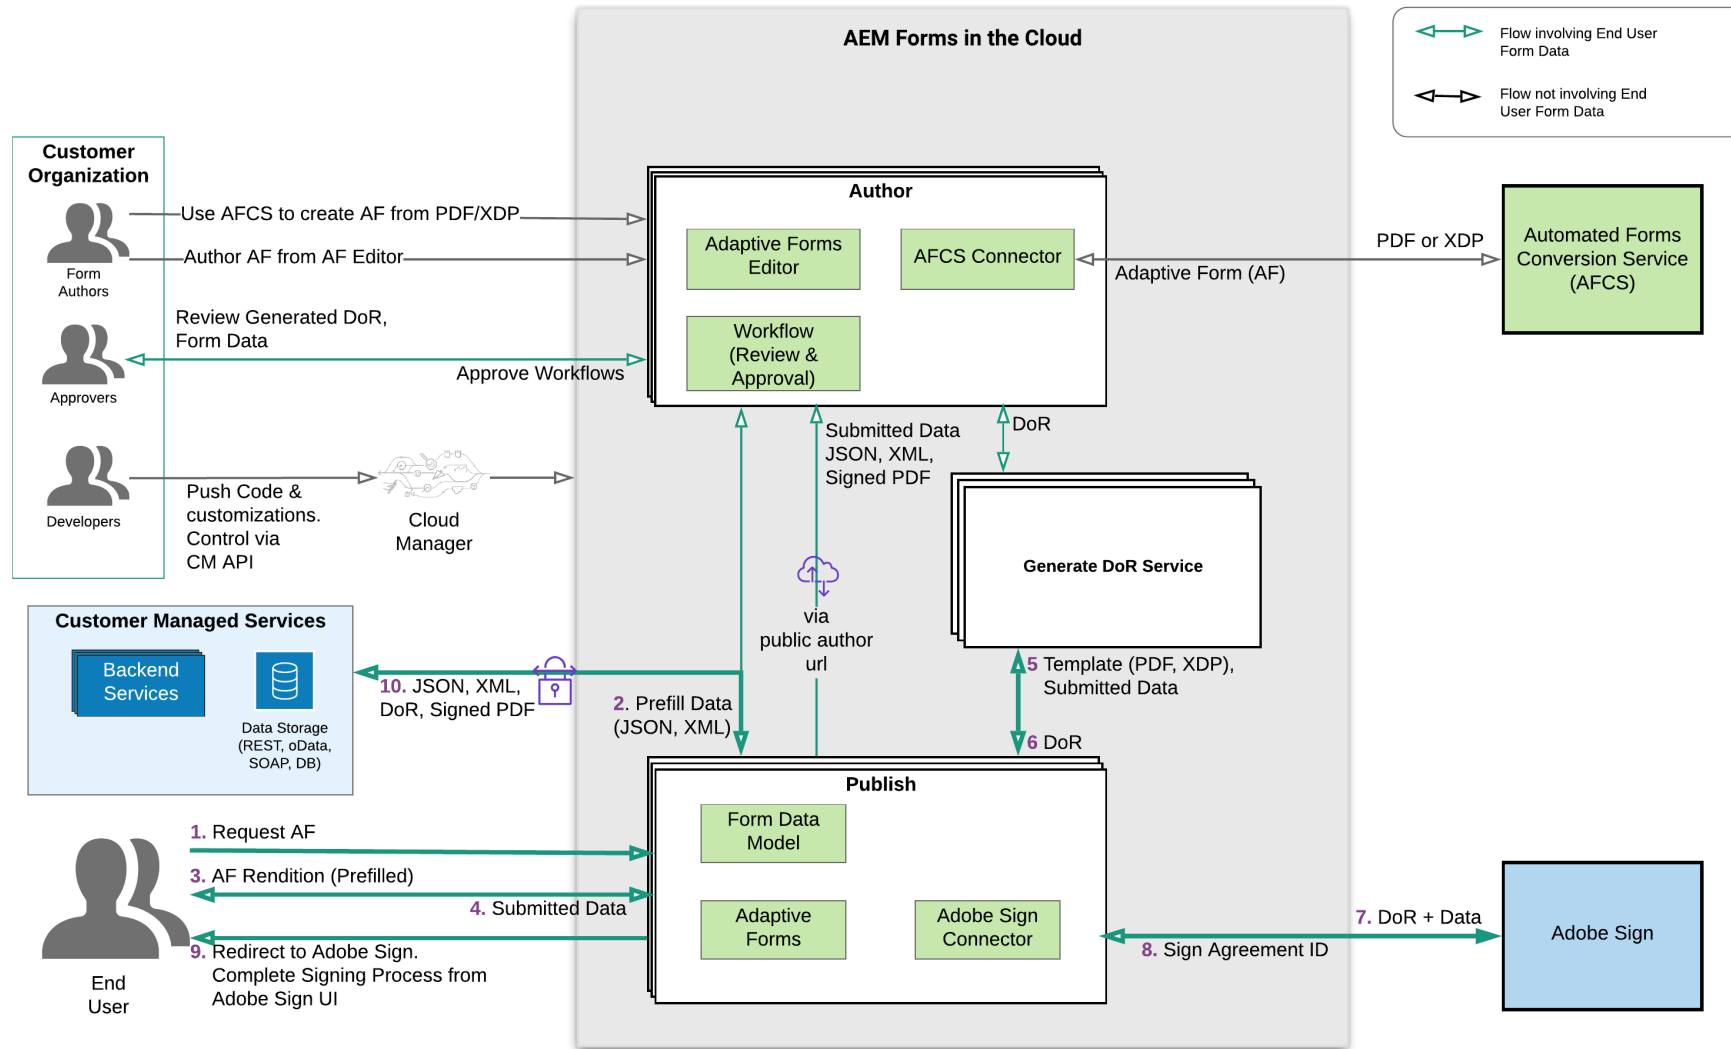 AEM Forms in the Cloud
Flow involving End User
Form Data
Flow not involving End
User Form Data
Customer
Organization
Form
Authors
Approvers
Developers
Use AFCS to create AF from PDF/XDP
Author AF from AF Editor
Review Generated DoR,
Form Data
Approve Workflows
Push Code &
customizations.
Control via
CM API
Cloud
Manager
Author
Adaptive Forms
Editor
AFCS Connector
Workflow
(Review &
Approval)
PDF or XDP
Adaptive Form (AF)
Automated Forms
Conversion Service
(AFCS)
Submitted Data
JSON, XML,
Signed PDF
DoR
Generate DoR Service
via
public author
url
5 Template (PDF, XDP),
Submitted Data
6 DoR
Customer Managed Services
Backend
Services
Data Storage
(REST, oData,
SOAP, DB)
10. JSON, XML,
DoR, Signed PDF
2. Prefill Data
(JSON, XML)
Publish
Form Data
Model
Adaptive
Forms
Adobe Sign
Connector
1. Request AF
3. AF Rendition (Prefilled)
4. Submitted Data
9. Redirect to Adobe Sign.
Complete Signing Process from
Adobe Sign UI
End
User
7. DoR + Data
8. Sign Agreement ID
Adobe Sign